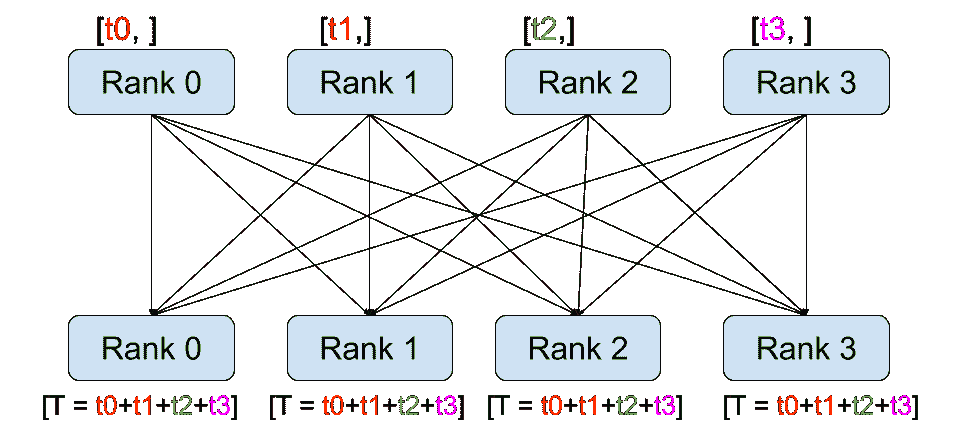 [t0, ] [t1,] [t2,] [t3, ]
Rank 0 Rank 1 Rank 2 Rank 3
Rank 0 Rank 1 Rank 2 Rank 3
[T = t0+t1+t2+t3] [T = t0+t1+t2+t3] [T = t0+t1+t2+t3] [T = t0+t1+t2+t3]